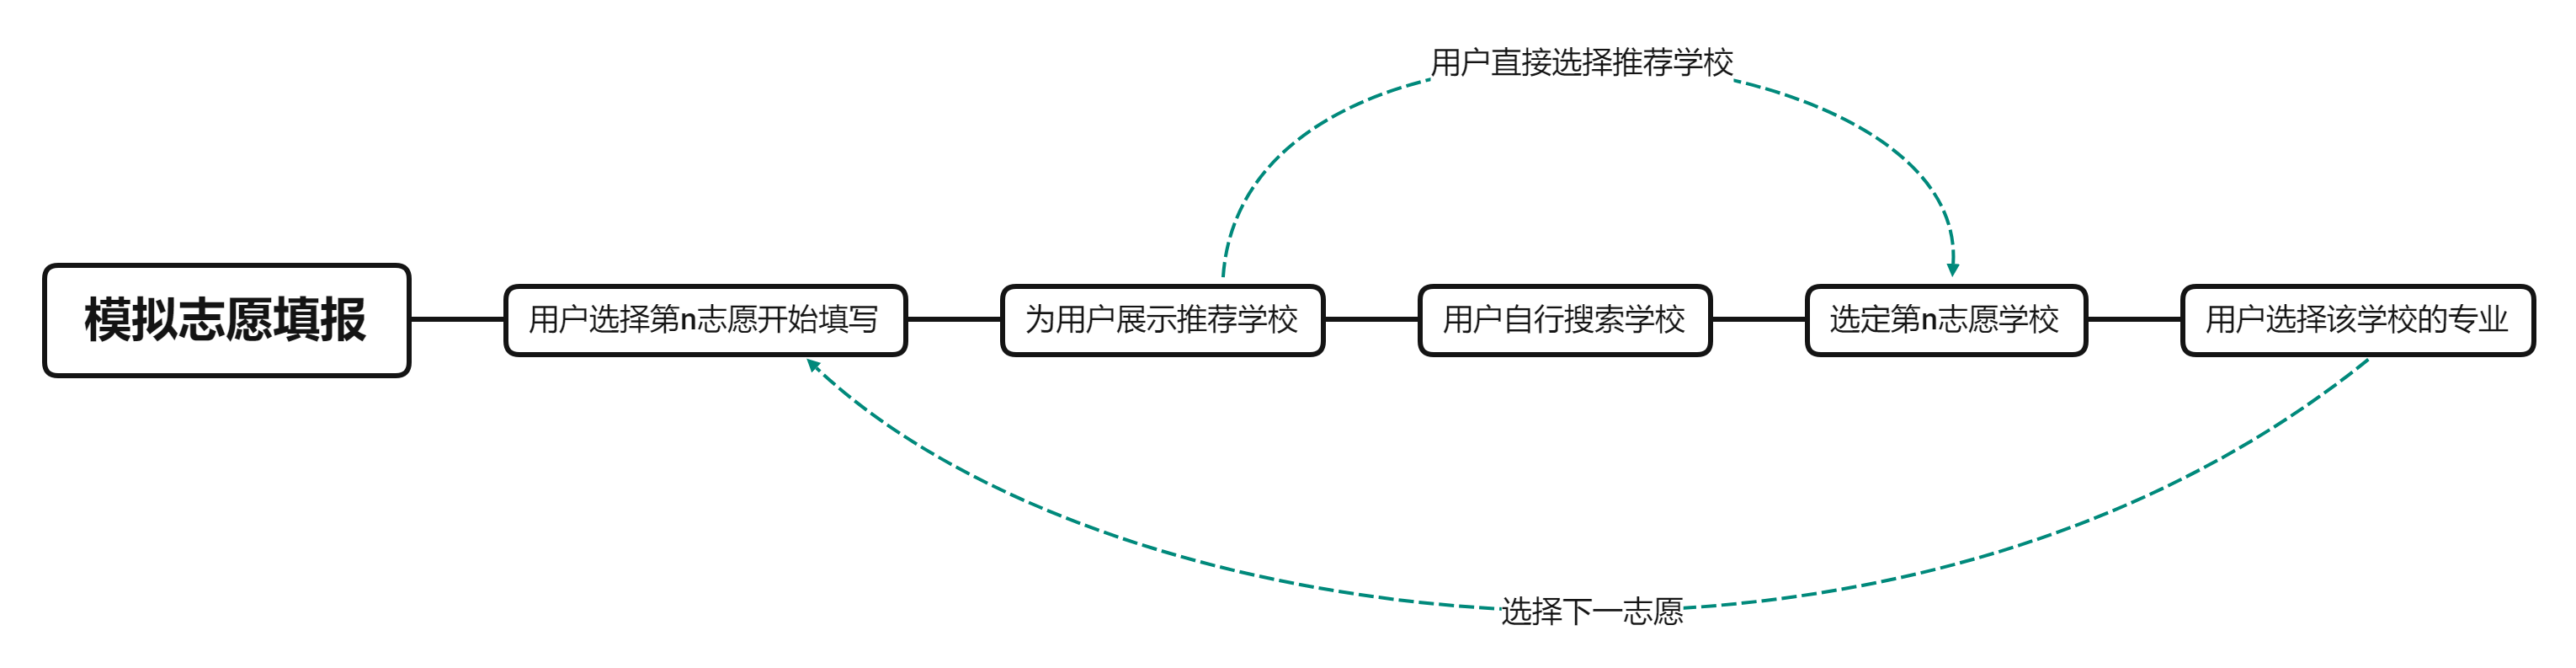 用户直接选择推荐学校
模拟志愿填报
用户选择第n志愿开始填写
为用户展示推荐学校
用户自行搜索学校
选定第n志愿学校
用户选择该学校的专业
选择下一志愿